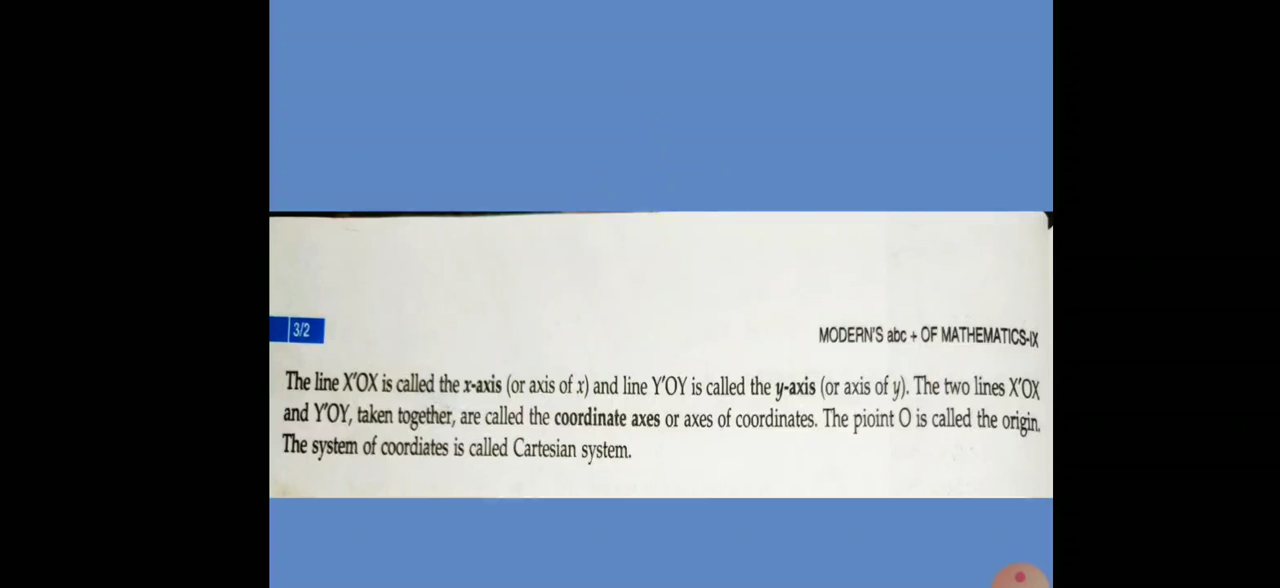 3/2
MODERN'S abc + OF MATHEMATICS-IX
The line X'OX is called the x-axis (or axis of x) and line Y'OY is called the y-axis (or axis of y). The two lines X'OX
and Y'OY, taken together, are called the coordinate axes or axes of coordinates. The pioint O is called the origin.
The system of coordiates is called Cartesian system.